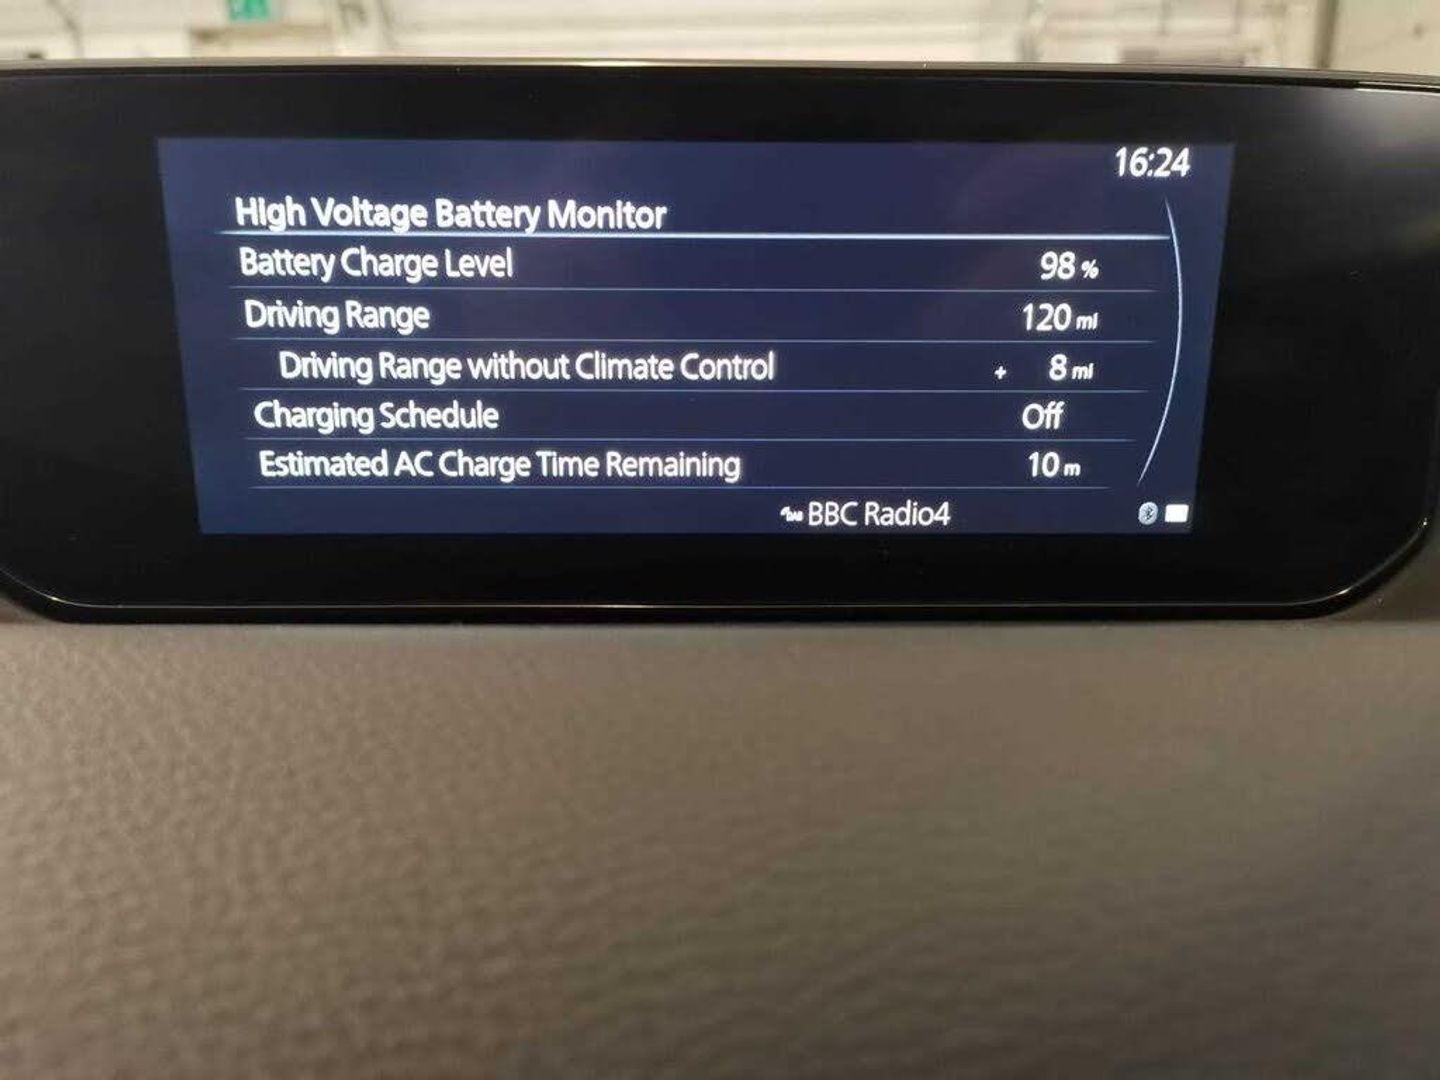 16:24
High Voltage Battery Monitor
Battery Charge Level 98 %
Driving Range 120 mi
Driving Range without Climate Control + 8 mi
Charging Schedule Off
Estimated AC Charge Time Remaining 10 m
DAB BBC Radio4